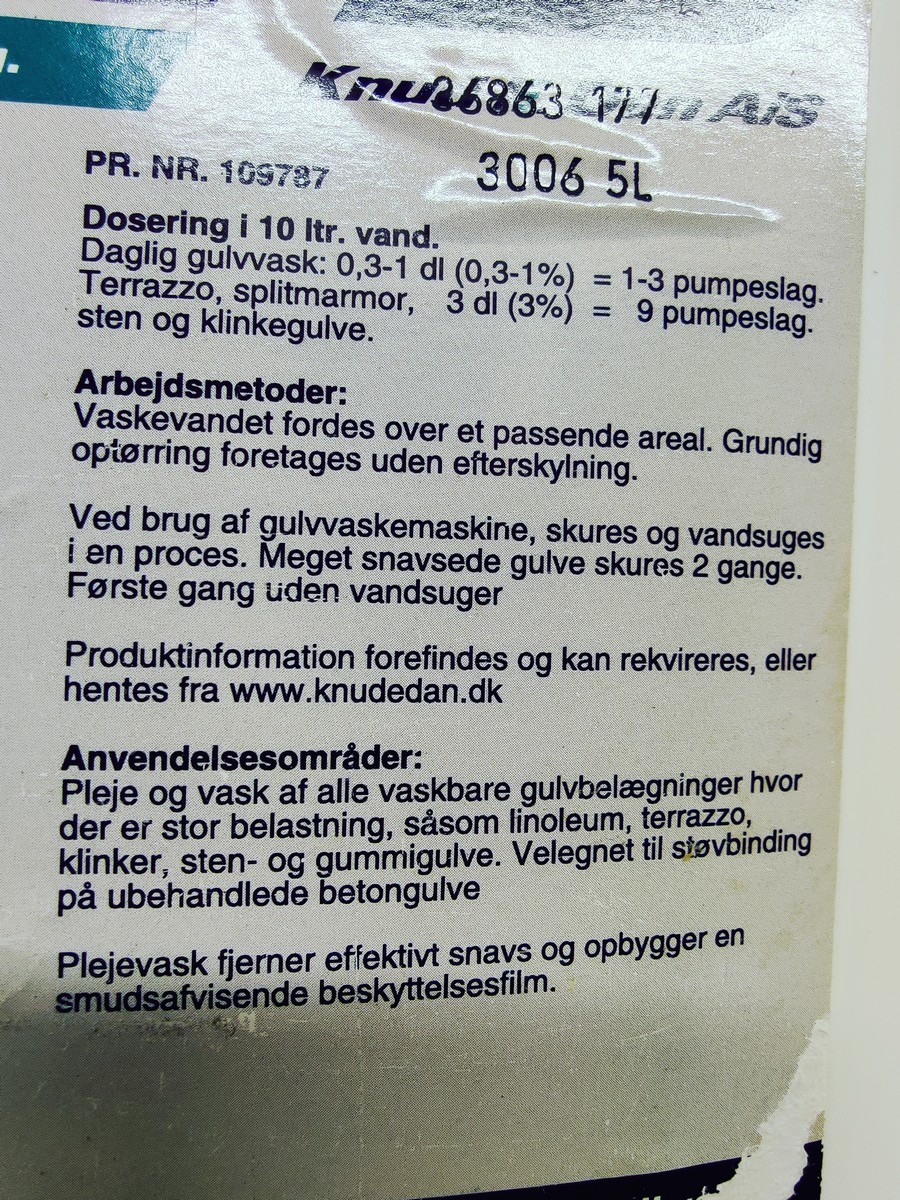 PR. NR. 109787
3006 5L
Dosering i 10 ltr. vand.
Daglig gulvvask: 0,3-1 dl (0,3-1%) = 1-3 pumpeslag.
Terrazzo, splitmarmor, 3 dl (3%) = 9 pumpeslag.
sten og klinkegulve.
Arbejdsmetoder:
Vaskevandet fordes over et passende areal. Grundig
optørring foretages uden efterskylning.
Ved brug af gulvvaskemaskine, skures og vandsuges
i en proces. Meget snavsede gulve skures 2 gange.
Første gang uden vandsuger
Produktinformation forefindes og kan rekvireres, eller
hentes fra www.knudedan.dk
Anvendelsesområder:
Pleje og vask af alle vaskbare gulvbelægninger hvor
der er stor belastning, såsom linoleum, terrazzo,
klinker, sten- og gummigulve. Velegnet til støvbinding
på ubehandlede betongulve
Plejevask fjerner effektivt snavs og opbygger en
smudsafvisende beskyttelsesfilm.